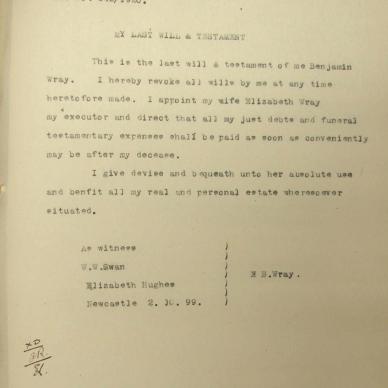 MY LAST WILL & TESTAMENT
This is the last will & testament of me Benjamin
Wray. I hereby revoke all wills by me at any time
heretofore made. I appoint my wife Elizabeth Wray
my executor and direct that all my just debts and funeral
testamentary expenses shall be paid as soon as conveniently
may be after my decease.
I give devise and bequeath unto her absolute use
and benfit all my real and personal estate wheresoever
situated.
As witness
W.W.Swan
Elizabeth Hughes
Newcastle 2. 10. 99.
B.Wray.